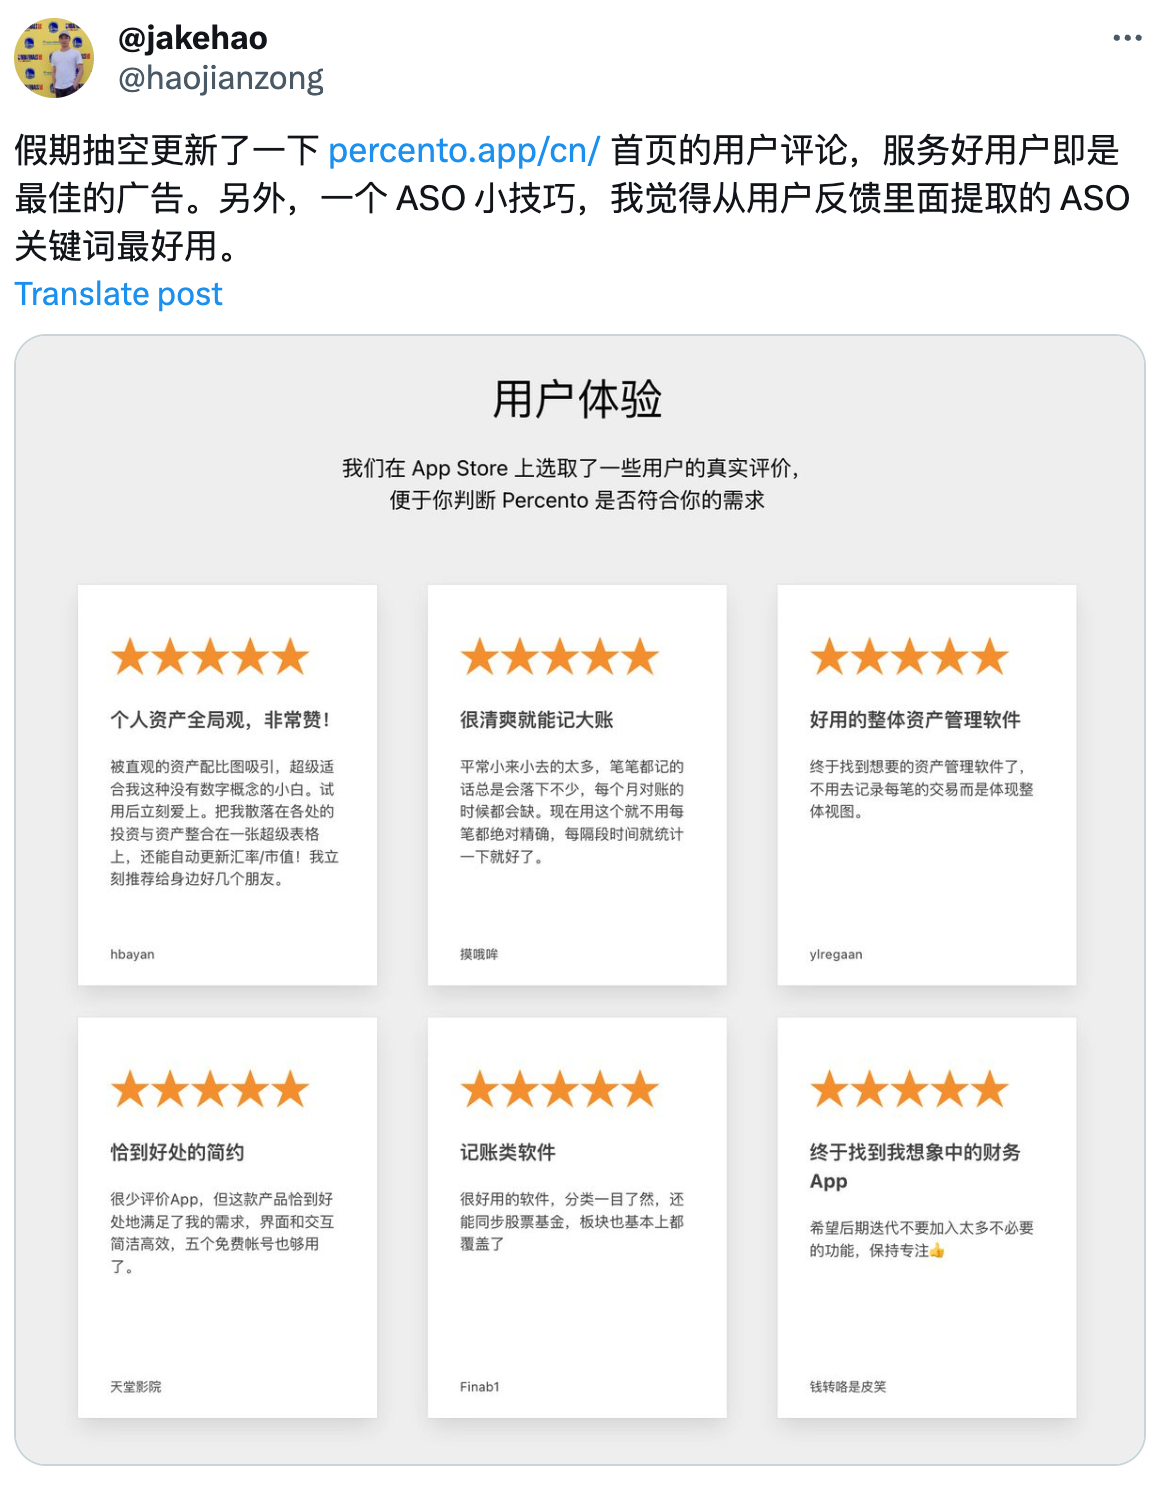 @jakehao
@haojianzong
假期抽空更新了一下 percento.app/cn/ 首页的用户评论，服务好用户即是
最佳的广告。另外，一个 ASO 小技巧，我觉得从用户反馈里面提取的 ASO
关键词最好用。
Translate post
用户体验
我们在 App Store 上选取了一些用户的真实评价，
便于你判断 Percento 是否符合你的需求
个人资产全局观，非常赞！
被直观的资产配比图吸引，超级适
合我这种没有数字概念的小白。试
用后立刻爱上。把我散落在各处的
投资与资产整合在一张超级表格
上，还能自动更新汇率/市值！我立
刻推荐给身边好几个朋友。
hbayan
很清爽就能记大账
平常小来小去的太多，笔笔都记的
话总是会落下不少，每个月对账的
时候都会缺。现在用这个就不用每
笔都绝对精确，每隔段时间就统计
一下就好了。
摸哦哞
好用的整体资产管理软件
终于找到想要的资产管理软件了，
不用去记录每笔的交易而是体现整
体视图。
ylregaan
恰到好处的简约
很少评价App，但这款产品恰到好
处地满足了我的需求，界面和交互
简洁高效，五个免费帐号也够用
了。
天堂影院
记账类软件
很好用的软件，分类一目了然，还
能同步股票基金，板块也基本上都
覆盖了
Finab1
终于找到我想象中的财务
App
希望后期迭代不要加入太多不必要
的功能，保持专注👍
钱转咯是皮笑